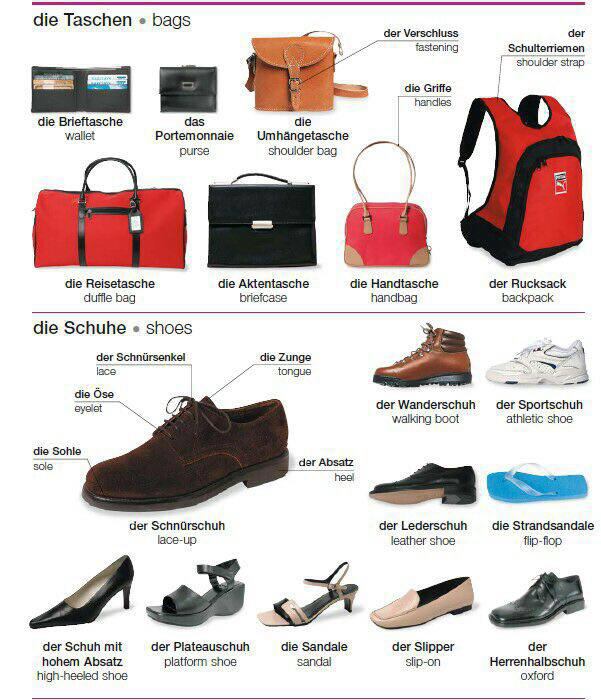 die Taschen • bags
der Verschluss
fastening
der
Schulterriemen
shoulder strap
die Griffe
handles
die Brieftasche
wallet
das
Portemonnaie
purse
die
Umhängetasche
shoulder bag
die Reisetasche
duffle bag
die Aktentasche
briefcase
die Handtasche
handbag
der Rucksack
backpack
die Schuhe • shoes
der Schnürsenkel
lace
die Zunge
tongue
die Öse
eyelet
die Sohle
sole
der Absatz
heel
der Schnürschuh
lace-up
der Wanderschuh
walking boot
der Sportschuh
athletic shoe
der Lederschuh
leather shoe
die Strandsandale
flip-flop
der Schuh mit
hohem Absatz
high-heeled shoe
der Plateauschuh
platform shoe
die Sandale
sandal
der Slipper
slip-on
der
Herrenhalbschuh
oxford